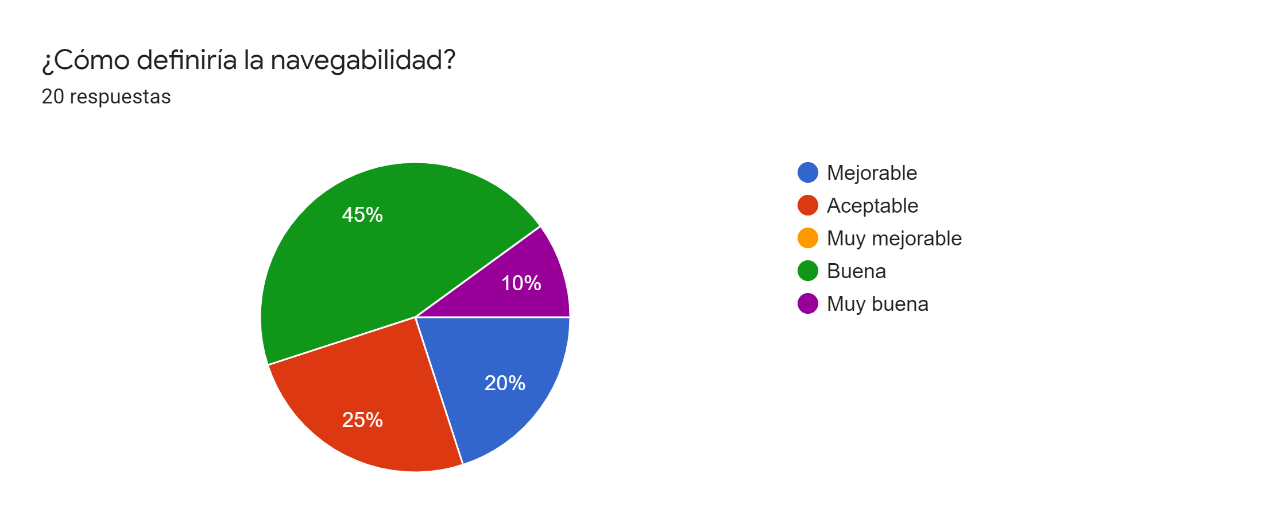 ¿Cómo definiría la navegabilidad?
20 respuestas
45%
10%
20%
25%
Mejorable
Aceptable
Muy mejorable
Buena
Muy buena